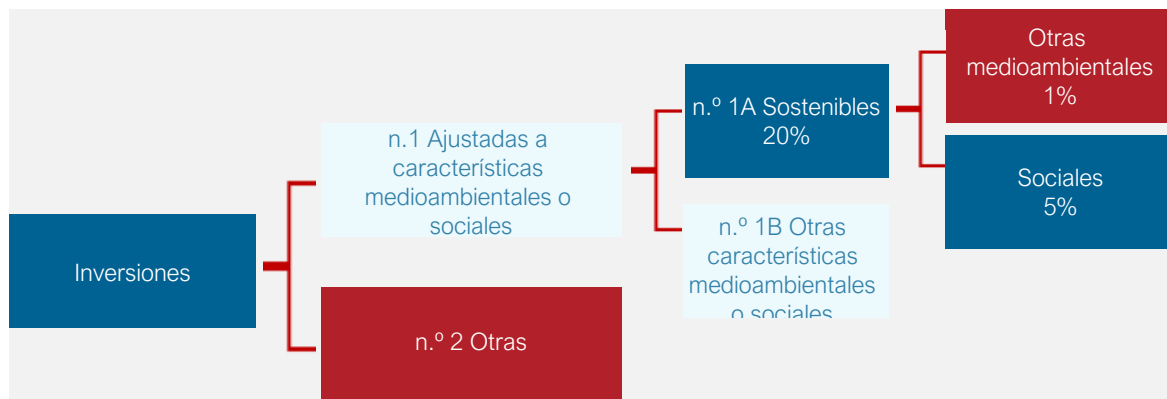 Inversiones
n.1 Ajustadas a
características
medioambientales o
sociales
n.º 2 Otras
n.º 1A Sostenibles
20%
n.º 1B Otras
características
medioambientales
o sociales
Otras
medioambientales
1%
Sociales
5%